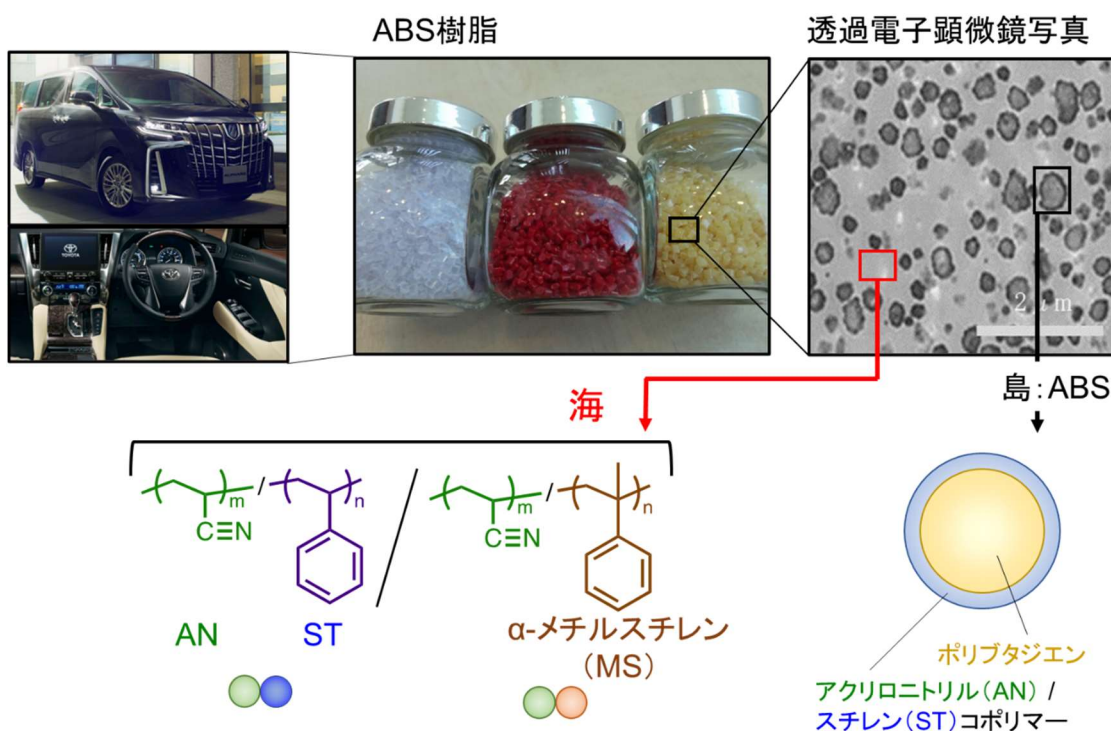 ABS樹脂
透過電子顕微鏡写真
TOYOTA
2μm
海
島:ABS
m
/
n
C≡N
/
m
/
n
C≡N
AN
ST
α-メチルスチレン
(MS)
ポリブタジエン
アクリロニトリル(AN) /
スチレン(ST)コポリマー